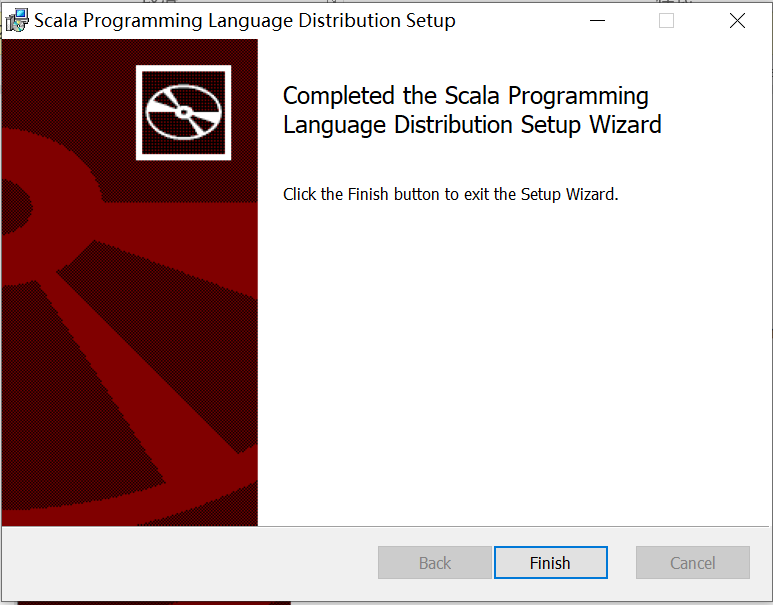 Scala Programming Language Distribution Setup
Completed the Scala Programming
Language Distribution Setup Wizard
Click the Finish button to exit the Setup Wizard.
Back
Finish
Cancel